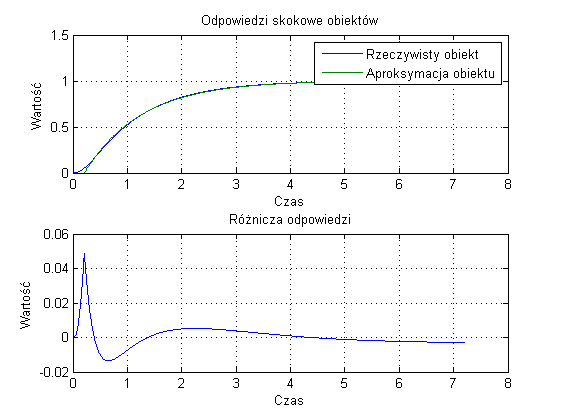 Odpowiedzi skokowe obiektów
1.5
1
0.5
0
Wartość
Rzeczywisty obiekt
Aproksymacja obiektu
0 1 2 3 4 5 6 7 8
Czas
Różnicza odpowiedzi
0.06
0.04
0.02
0
-0.02
Wartość
0 1 2 3 4 5 6 7 8
Czas